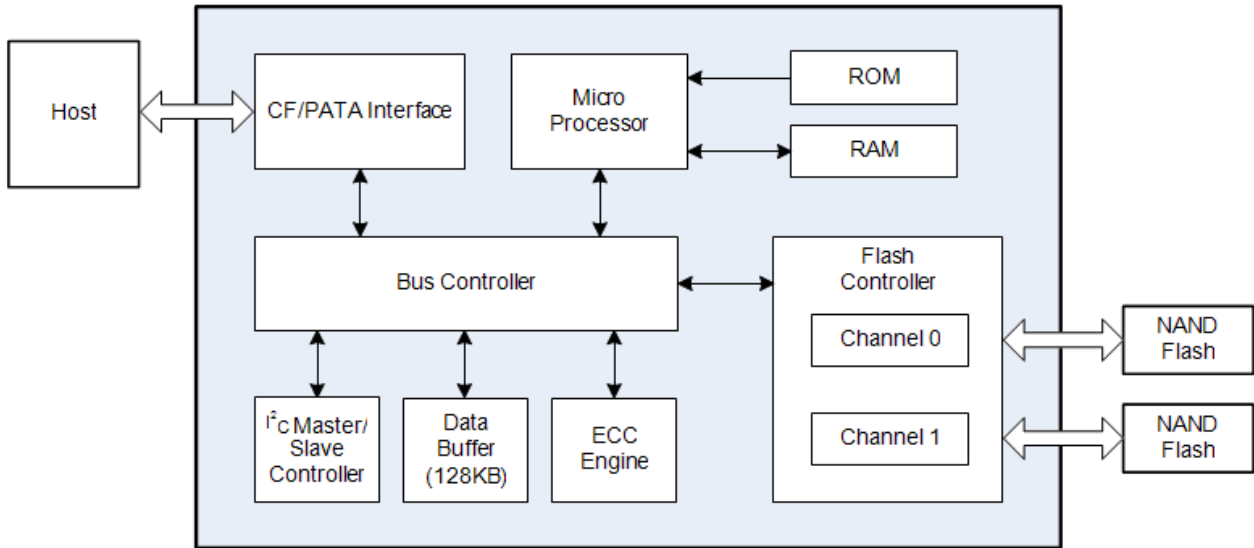 Host
CF/PATA Interface
Micro
Processor
ROM
RAM
Bus Controller
Flash
Controller
Channel 0
Channel 1
NAND
Flash
NAND
Flash
I²C Master/
Slave
Controller
Data
Buffer
(128KB)
ECC
Engine